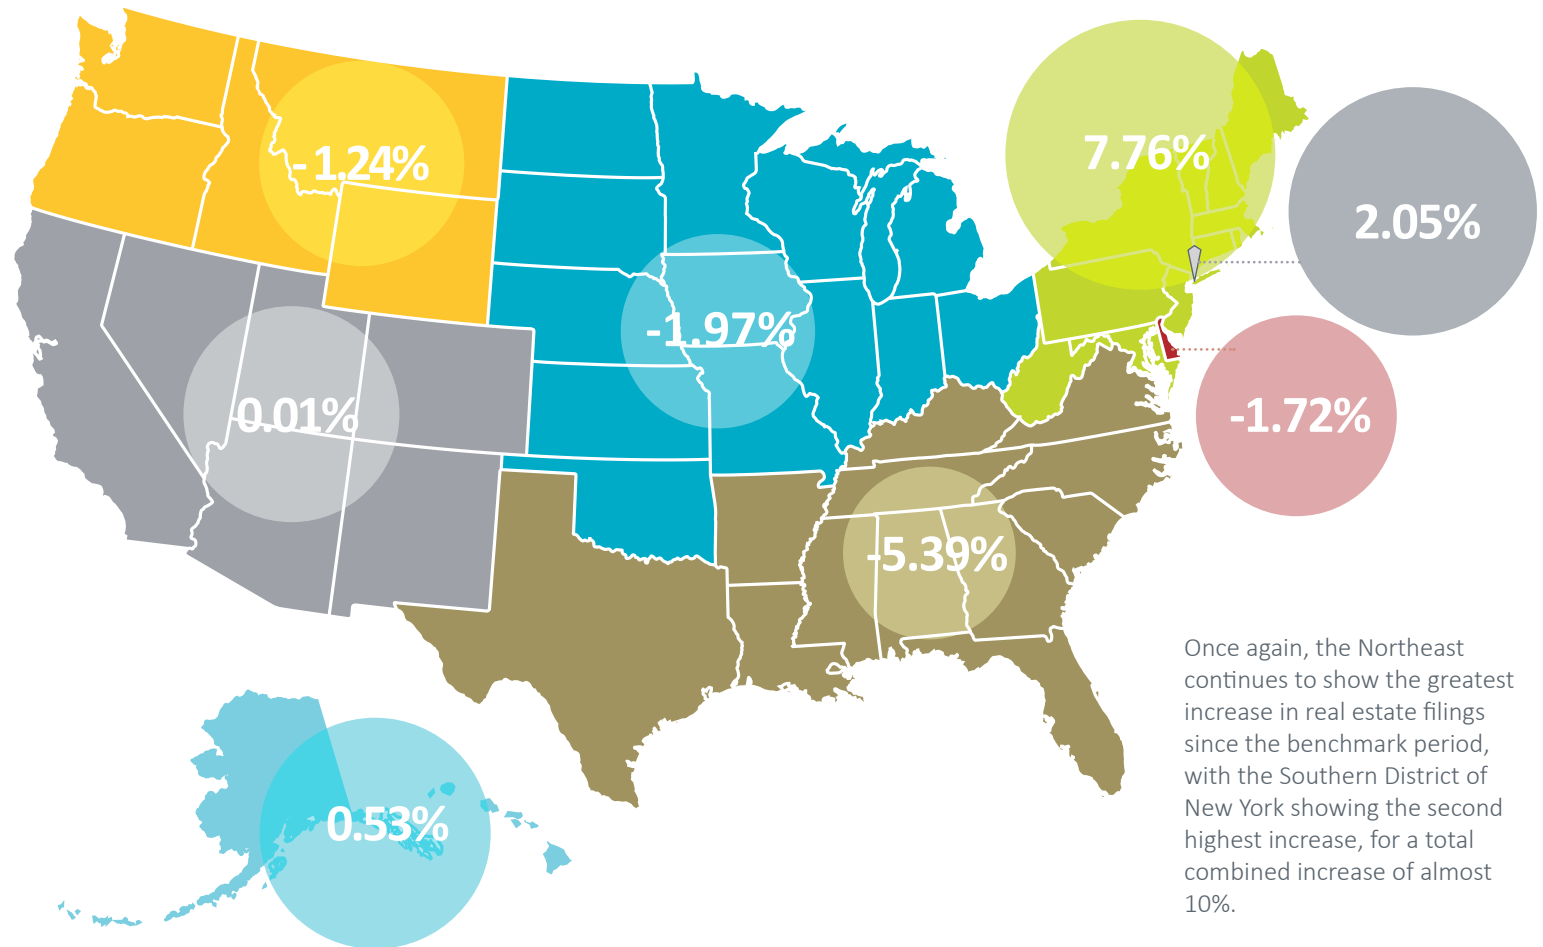 7.76%
- 1.24%
2.05%
-1.97%
0.01%
-1.72%
-5.39%
Once again, the Northeast
continues to show the greatest
increase in real estate filings
since the benchmark period,
with the Southern District of
New York showing the second
highest increase, for a total
combined increase of almost
10%.
0.53%